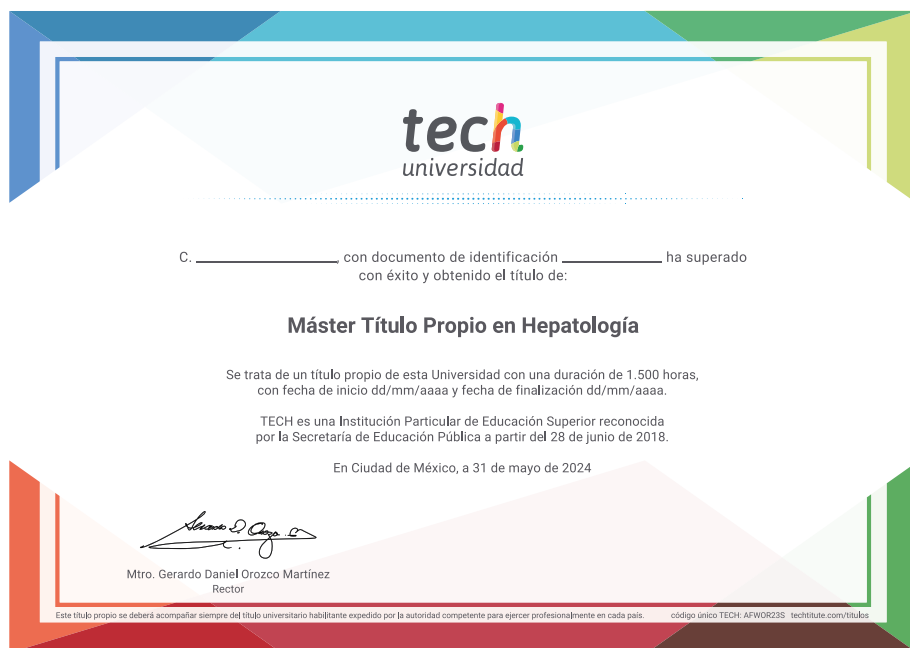 tech
universidad
C. ________________, con documento de identificación ____________ ha superado
con éxito y obtenido el título de:
Máster Título Propio en Hepatología
Se trata de un título propio de esta Universidad con una duración de 1.500 horas,
con fecha de inicio dd/mm/aaaa y fecha de finalización dd/mm/aaaa.
TECH es una Institución Particular de Educación Superior reconocida
por la Secretaría de Educación Pública a partir del 28 de junio de 2018.
En Ciudad de México, a 31 de mayo de 2024
Mtro. Gerardo Daniel Orozco Martínez
Rector
Este título propio se deberá acompañar siempre del título universitario habilitante expedido por la autoridad competente para ejercer profesionalmente en cada país. código único TECH: AFWOR23S techtitute.com/titulos